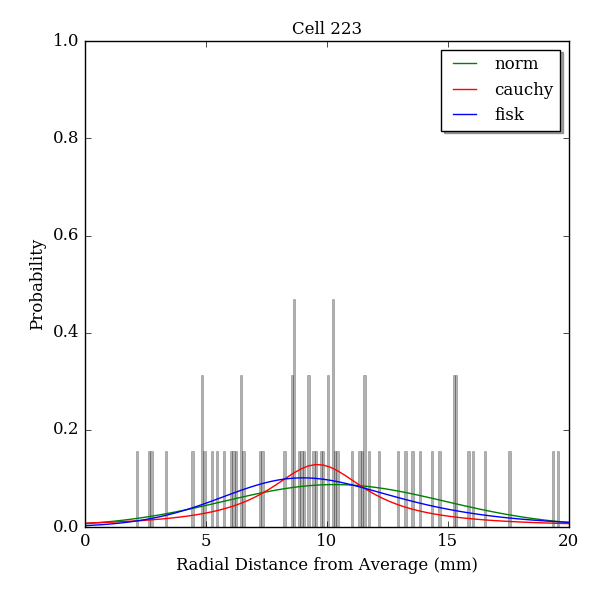 Cell 223
1.0
0.8
0.6
0.4
0.2
0.0
Probability
norm
cauchy
fisk
0 5 10 15 20
Radial Distance from Average (mm)